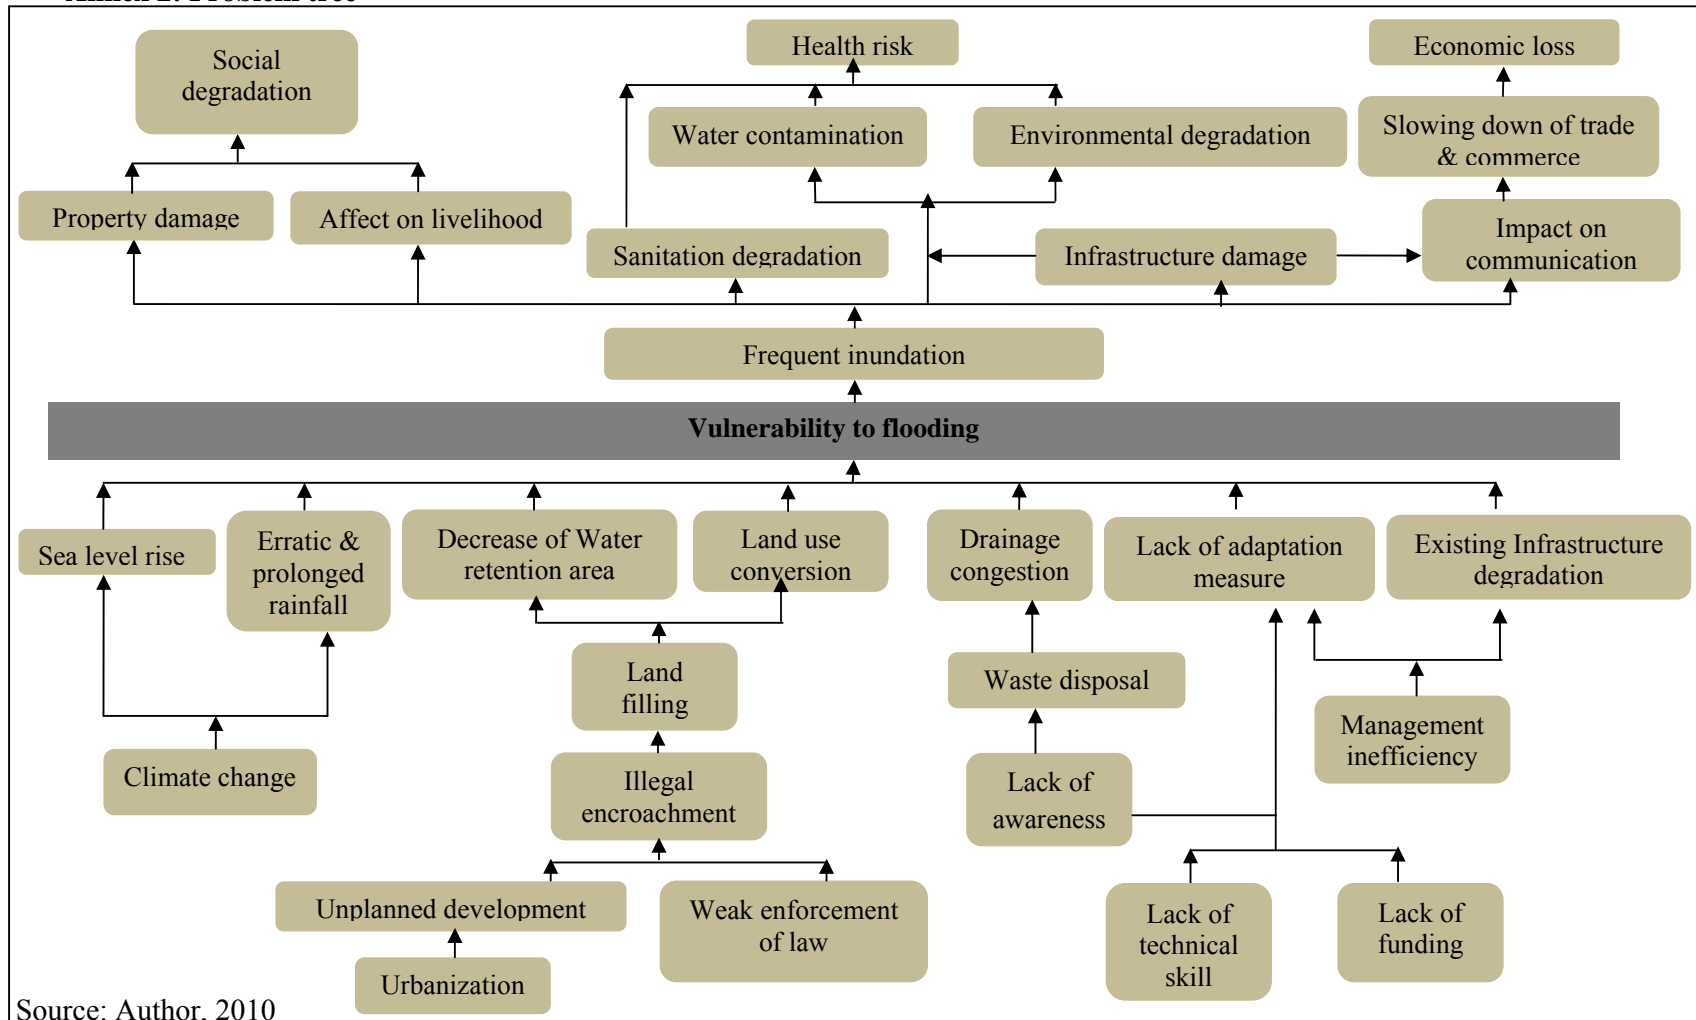 Annex 2: Problem tree
Social
degradation
Health risk
Economic loss
Water contamination
Environmental degradation
Slowing down of trade
& commerce
Property damage
Affect on livelihood
Sanitation degradation
Infrastructure damage
Impact on
communication
Frequent inundation
Vulnerability to flooding
Sea level rise
Erratic &
prolonged
rainfall
Decrease of Water
retention area
Land use
conversion
Drainage
congestion
Lack of adaptation
measure
Existing Infrastructure
degradation
Land
filling
Waste disposal
Management
inefficiency
Climate change
Illegal
encroachment
Lack of
awareness
Unplanned development
Weak enforcement
of law
Lack of
technical
skill
Lack of
funding
Urbanization
Source: Author, 2010